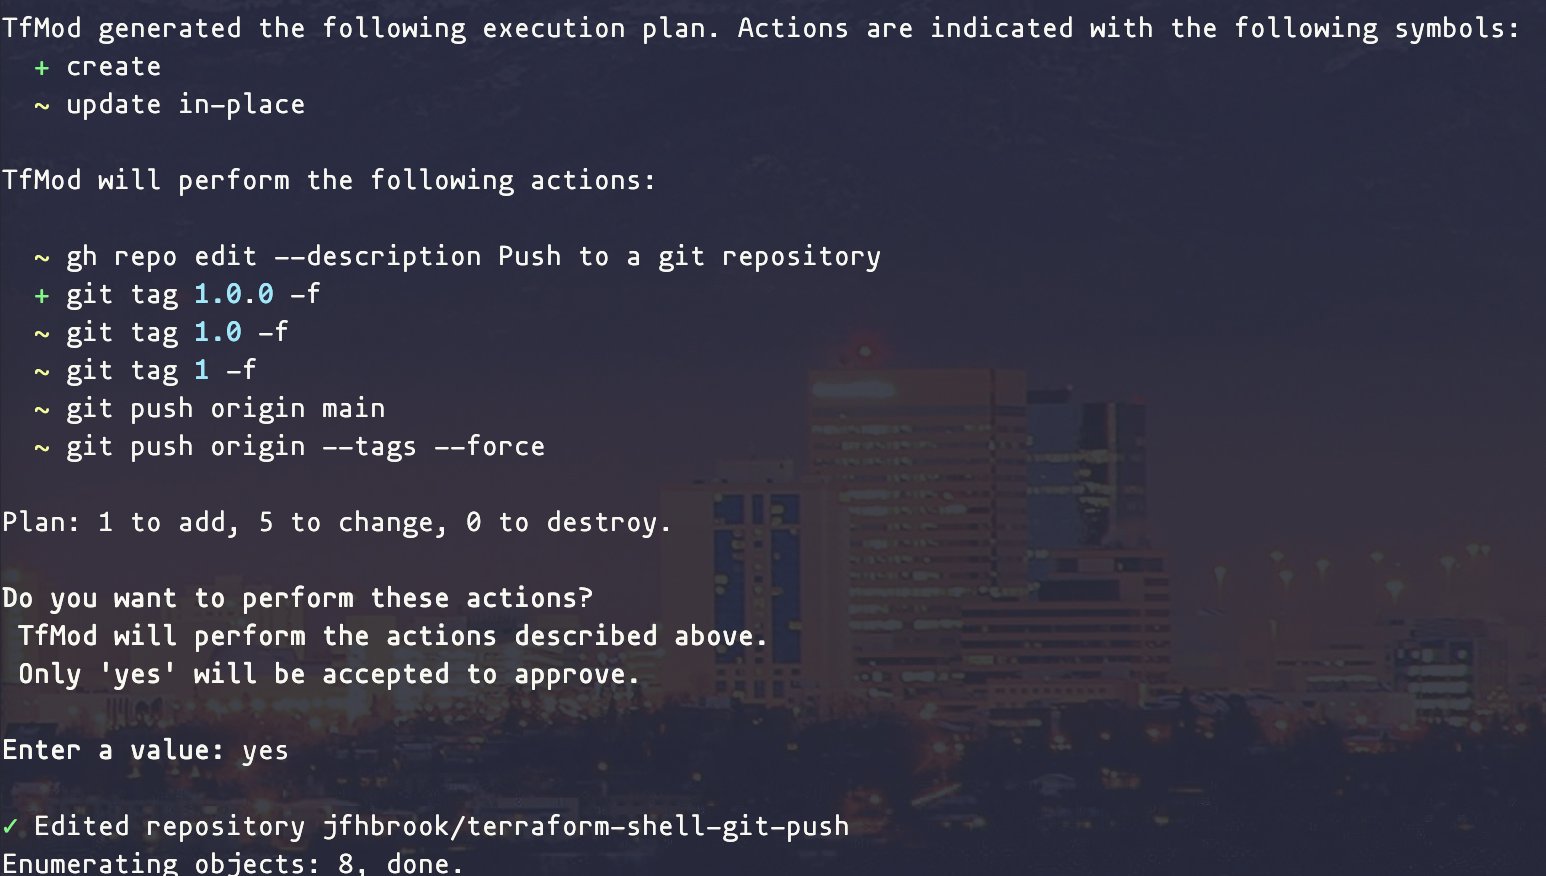 TfMod generated the following execution plan. Actions are indicated with the following symbols:
+ create
~ update in-place
TfMod will perform the following actions:
~ gh repo edit --description Push to a git repository
+ git tag 1.0.0 -f
~ git tag 1.0 -f
~ git tag 1 -f
~ git push origin main
~ git push origin --tags --force
Plan: 1 to add, 5 to change, 0 to destroy.
Do you want to perform these actions?
TfMod will perform the actions described above.
Only 'yes' will be accepted to approve.
Enter a value: yes
✓ Edited repository jfhbrook/terraform-shell-git-push
Enumerating objects: 8, done.